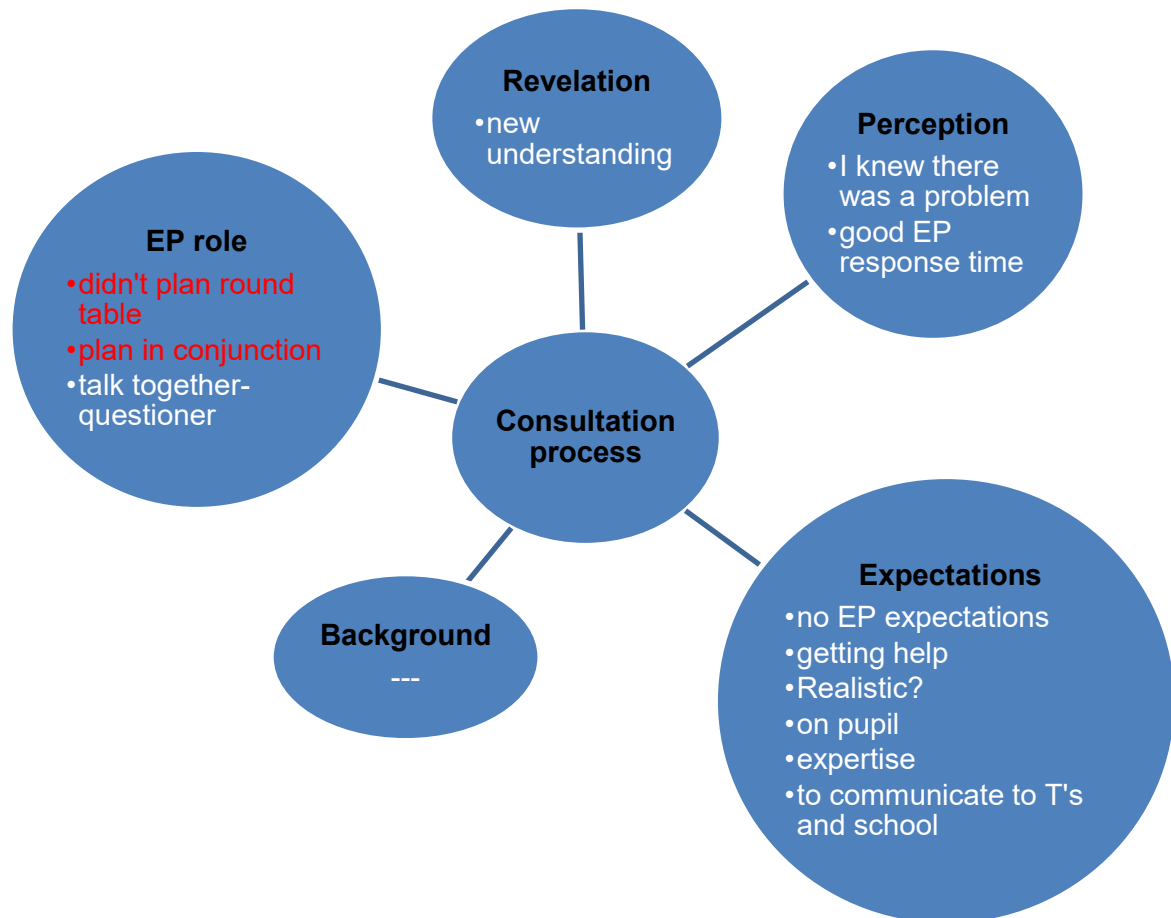 Revelation
•new
understanding
Perception
•I knew there
was a problem
•good EP
response time
EP role
•didn't plan round
table
•plan in conjunction
•talk together-
questioner
Consultation
process
Background
---
Expectations
•no EP expectations
•getting help
•Realistic?
•on pupil
•expertise
•to communicate to T's
and school